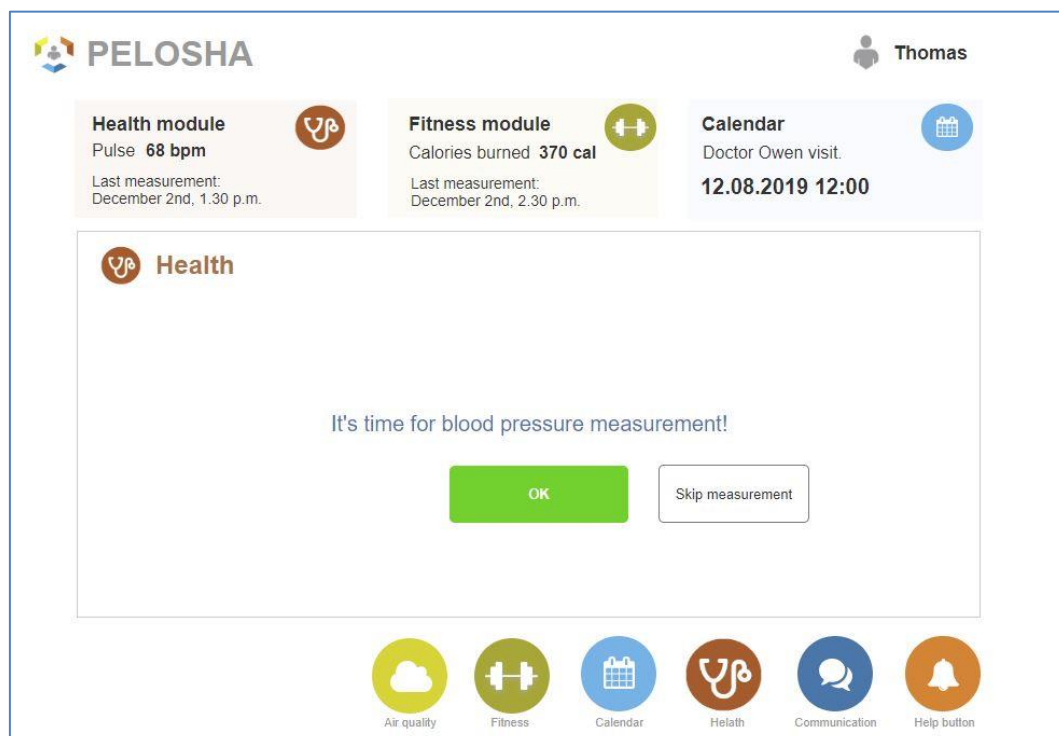 PELOSHA
Thomas
Health module
Pulse 68 bpm
Last measurement:
December 2nd, 1.30 p.m.
Fitness module
Calories burned 370 cal
Last measurement:
December 2nd, 2.30 p.m.
Calendar
Doctor Owen visit.
12.08.2019 12:00
Health
It's time for blood pressure measurement!
OK
Skip measurement
Air quality
Fitness
Calendar
Helath
Communication
Help button